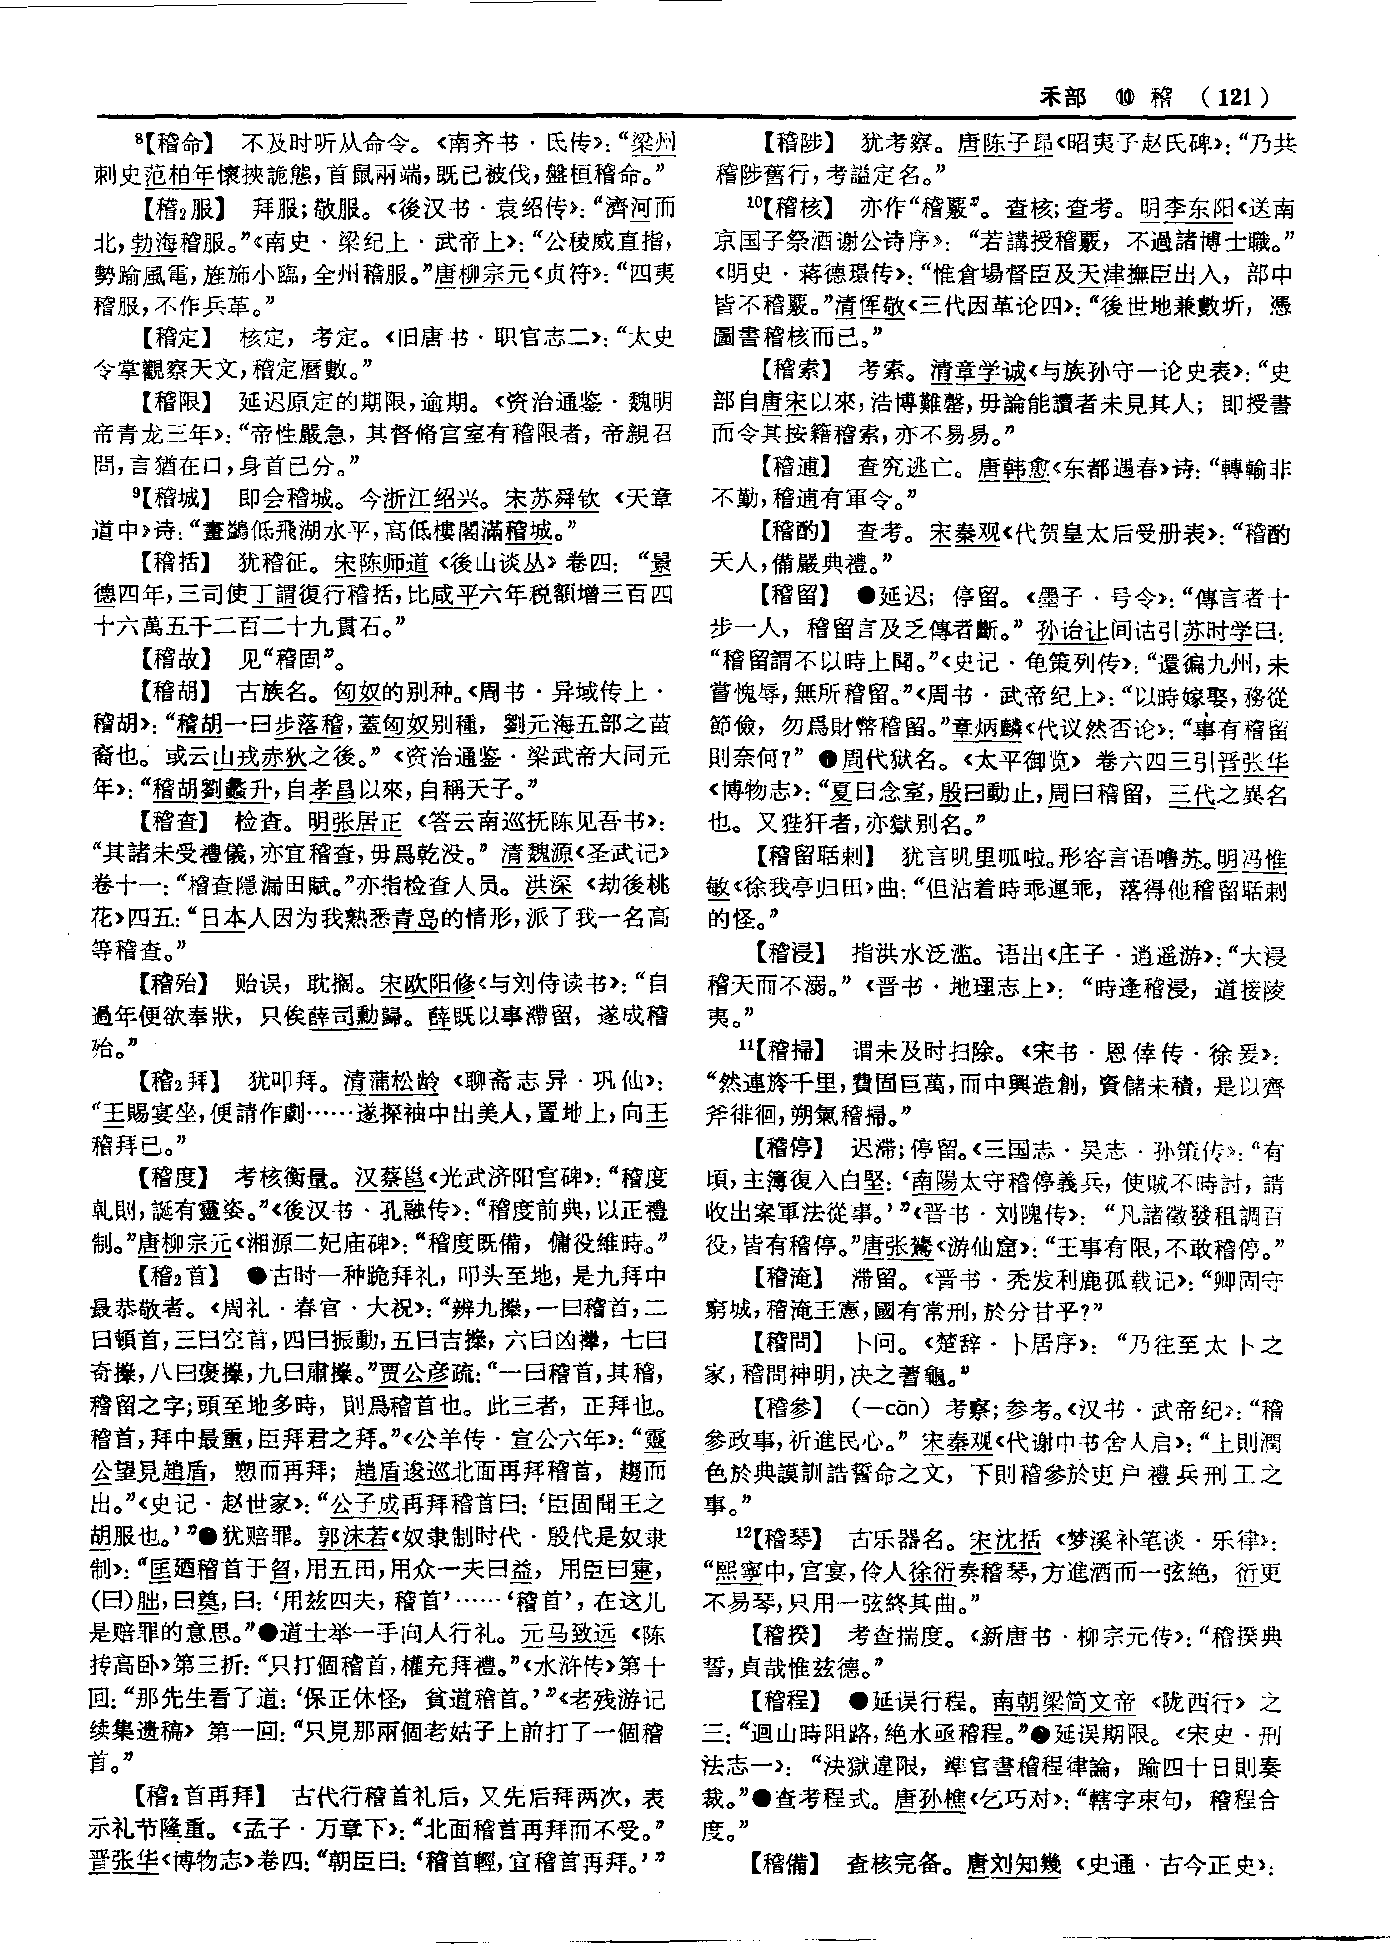 禾部 ⑩ 稽 （121）
⁸【稽命】 不及时听从命令。《南齐书·氐传》：“梁州
刺史范柏年懷挾詭態，首鼠兩端，既已被伐，盤桓稽命。”
【稽₂服】 拜服；敬服。《後汉书·袁绍传》：“濟河而
北，勃海稽服。”《南史·梁纪上·武帝上》：“公稜威直指，
勢踰風電，旌旆小臨，全州稽服。”唐柳宗元《贞符》：“四夷
稽服，不作兵革。”
【稽定】 核定，考定。《旧唐书·职官志二》：“太史
令掌觀察天文，稽定曆數。”
【稽限】 延迟原定的期限，逾期。《资治通鉴·魏明
帝青龙三年》：“帝性嚴急，其督脩宫室有稽限者，帝親召
問，言猶在口，身首已分。”
⁹【稽城】 即会稽城。今浙江绍兴。宋苏舜钦《天章
道中》诗：“畫鷁低飛湖水平，高低樓閣滿稽城。”
【稽括】 犹稽征。宋陈师道《後山谈丛》卷四：“景
德四年，三司使丁謂復行稽括，比咸平六年税額增三百四
十六萬五千二百二十九貫石。”
【稽故】 见“稽固”。
【稽胡】 古族名。匈奴的别种。《周书·异域传上·
稽胡》：“稽胡一曰步落稽，蓋匈奴别種，劉元海五部之苗
裔也。或云山戎赤狄之後。”《资治通鉴·梁武帝大同元
年》：“稽胡劉蠡升，自孝昌以來，自稱天子。”
【稽查】 检查。明张居正《答云南巡抚陈见吾书》：
“其諸未受禮儀，亦宜稽查，毋爲乾没。”清魏源《圣武记》
卷十一：“稽查隱漏田賦。”亦指检查人员。洪深《劫後桃
花》四五：“日本人因为我熟悉青岛的情形，派了我一名高
等稽查。”
【稽殆】 贻误，耽搁。宋欧阳修《与刘侍读书》：“自
過年便欲奉狀，只俟薛司勳歸。薛既以事滯留，遂成稽
殆。”
【稽₂拜】 犹叩拜。清蒲松龄《聊斋志异·巩仙》：
“王賜宴坐，便請作劇……遂探袖中出美人，置地上，向王
稽拜已。”
【稽度】 考核衡量。汉蔡邕《光武济阳宫碑》：“稽度
乹則，誕有靈姿。”《後汉书·孔融传》：“稽度前典，以正禮
制。”唐柳宗元《湘源二妃庙碑》：“稽度既備，傭役維時。”
【稽₂首】 ●古时一种跪拜礼，叩头至地，是九拜中
最恭敬者。《周礼·春官·大祝》：“辨九𢷎，一曰稽首，二
曰頓首，三曰空首，四曰振動，五曰吉𢷎，六曰凶𢷎，七曰
奇𢷎，八曰褒𢷎，九曰肅𢷎。”贾公彦疏：“一曰稽首，其稽，
稽留之字；頭至地多時，則爲稽首也。此三者，正拜也。
稽首，拜中最重，臣拜君之拜。”《公羊传·宣公六年》：“靈
公望見趙盾，愬而再拜；趙盾逡巡北面再拜稽首，趨而
出。”《史记·赵世家》：“公子成再拜稽首曰：‘臣固聞王之
胡服也。’”●犹赔罪。郭沫若《奴隶制时代·殷代是奴隶
制》：“匡廼稽首于曶，用五田，用众一夫曰益，用臣曰疐，
（曰）朏，曰奠，曰：‘用玆四夫，稽首’……‘稽首’，在这儿
是赔罪的意思。”●道士举一手向人行礼。元马致远《陈
抟高卧》第三折：“只打個稽首，權充拜禮。”《水浒传》第十
回：“那先生看了道：‘保正休怪，貧道稽首。’”《老残游记
续集遗稿》第一回：“只見那兩個老姑子上前打了一個稽
首。”
【稽₂首再拜】 古代行稽首礼后，又先后拜两次，表
示礼节隆重。《孟子·万章下》：“北面稽首再拜而不受。”
晋张华《博物志》卷四：“朝臣曰：‘稽首輕，宜稽首再拜。’”
【稽陟】 犹考察。唐陈子昂《昭夷子赵氏碑》：“乃共
稽陟舊行，考謚定名。”
¹⁰【稽核】 亦作“稽覈”。查核；查考。明李东阳《送南
京国子祭酒谢公诗序》：“若講授稽覈，不過諸博士職。”
《明史·蒋德璟传》：“惟倉場督臣及天津撫臣出入，部中
皆不稽覈。”清恽敬《三代因革论四》：“後世地兼數圻，憑
圖書稽核而已。”
【稽索】 考索。清章学诚《与族孙守一论史表》：“史
部自唐宋以來，浩博難罄，毋論能讀者未見其人；即授書
而令其按籍稽索，亦不易易。”
【稽逋】 查究逃亡。唐韩愈《东都遇春》诗：“轉輸非
不勤，稽逋有軍令。”
【稽酌】 查考。宋秦观《代贺皇太后受册表》：“稽酌
天人，備嚴典禮。”
【稽留】 ●延迟；停留。《墨子·号令》：“傳言者十
步一人，稽留言及乏傳者斷。”孙诒让间诂引苏时学曰：
“稽留謂不以時上聞。”《史记·龟策列传》：“還徧九州，未
嘗愧辱，無所稽留。”《周书·武帝纪上》：“以時嫁娶，務從
節儉，勿爲財幣稽留。”章炳麟《代议然否论》：“事有稽留
則奈何？”●周代狱名。《太平御览》卷六四三引晋张华
《博物志》：“夏曰念室，殷曰動止，周曰稽留，三代之異名
也。又狴犴者，亦獄别名。”
【稽留聒剌】 犹言叽里呱啦。形容言语噜苏。明冯惟
敏《徐我亭归田》曲：“但沾着時乖運乖，落得他稽留聒剌
的怪。”
【稽浸】 指洪水泛滥。语出《庄子·逍遥游》：“大浸
稽天而不溺。”《晋书·地理志上》：“時逢稽浸，道接陵
夷。”
¹¹【稽掃】 谓未及时扫除。《宋书·恩倖传·徐爰》：
“然連旍千里，費固巨萬，而中興造創，資儲未積，是以齊
斧徘徊，朔氣稽掃。”
【稽停】 迟滞；停留。《三国志·吴志·孙策传》：“有
頃，主簿復入白堅：‘南陽太守稽停義兵，使賊不時討，請
收出案軍法從事。’”《晋书·刘隗传》：“凡諸徵發租調百
役，皆有稽停。”唐张鷟《游仙窟》：“王事有限，不敢稽停。”
【稽淹】 滞留。《晋书·秃发利鹿孤载记》：“卿固守
窮城，稽淹王憲，國有常刑，於分甘乎？”
【稽問】 卜问。《楚辞·卜居序》：“乃往至太卜之
家，稽問神明，决之蓍龜。”
【稽參】 （—cān）考察；参考。《汉书·武帝纪》：“稽
參政事，祈進民心。”宋秦观《代谢中书舍人启》：“上則潤
色於典謨訓誥誓命之文，下則稽參於吏户禮兵刑工之
事。”
¹²【稽琴】 古乐器名。宋沈括《梦溪补笔谈·乐律》：
“熙寧中，宫宴，伶人徐衍奏稽琴，方進酒而一弦絶，衍更
不易琴，只用一弦終其曲。”
【稽揆】 考查揣度。《新唐书·柳宗元传》：“稽揆典
誓，貞哉惟兹德。”
【稽程】 ●延误行程。南朝梁简文帝《陇西行》之
三：“迴山時阻路，絶水亟稽程。”●延误期限。《宋史·刑
法志一》：“決獄違限，準官書稽程律論，踰四十日則奏
裁。”●查考程式。唐孙樵《乞巧对》：“轄字束句，稽程合
度。”
【稽備】 查核完备。唐刘知幾《史通·古今正史》：